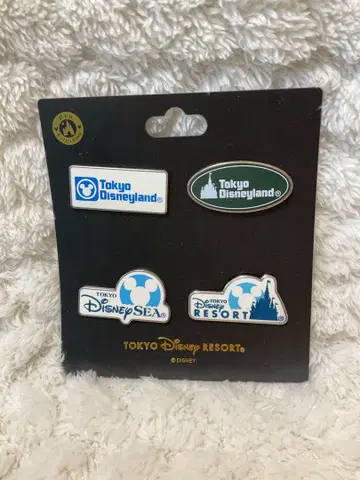 Tokyo
Disneyland®
Tokyo
Disneyland®
TOKYO
DISNEYSEA®
TOKYO
Disney
RESORT®
TOKYO Disney RESORT®
©DISNEY